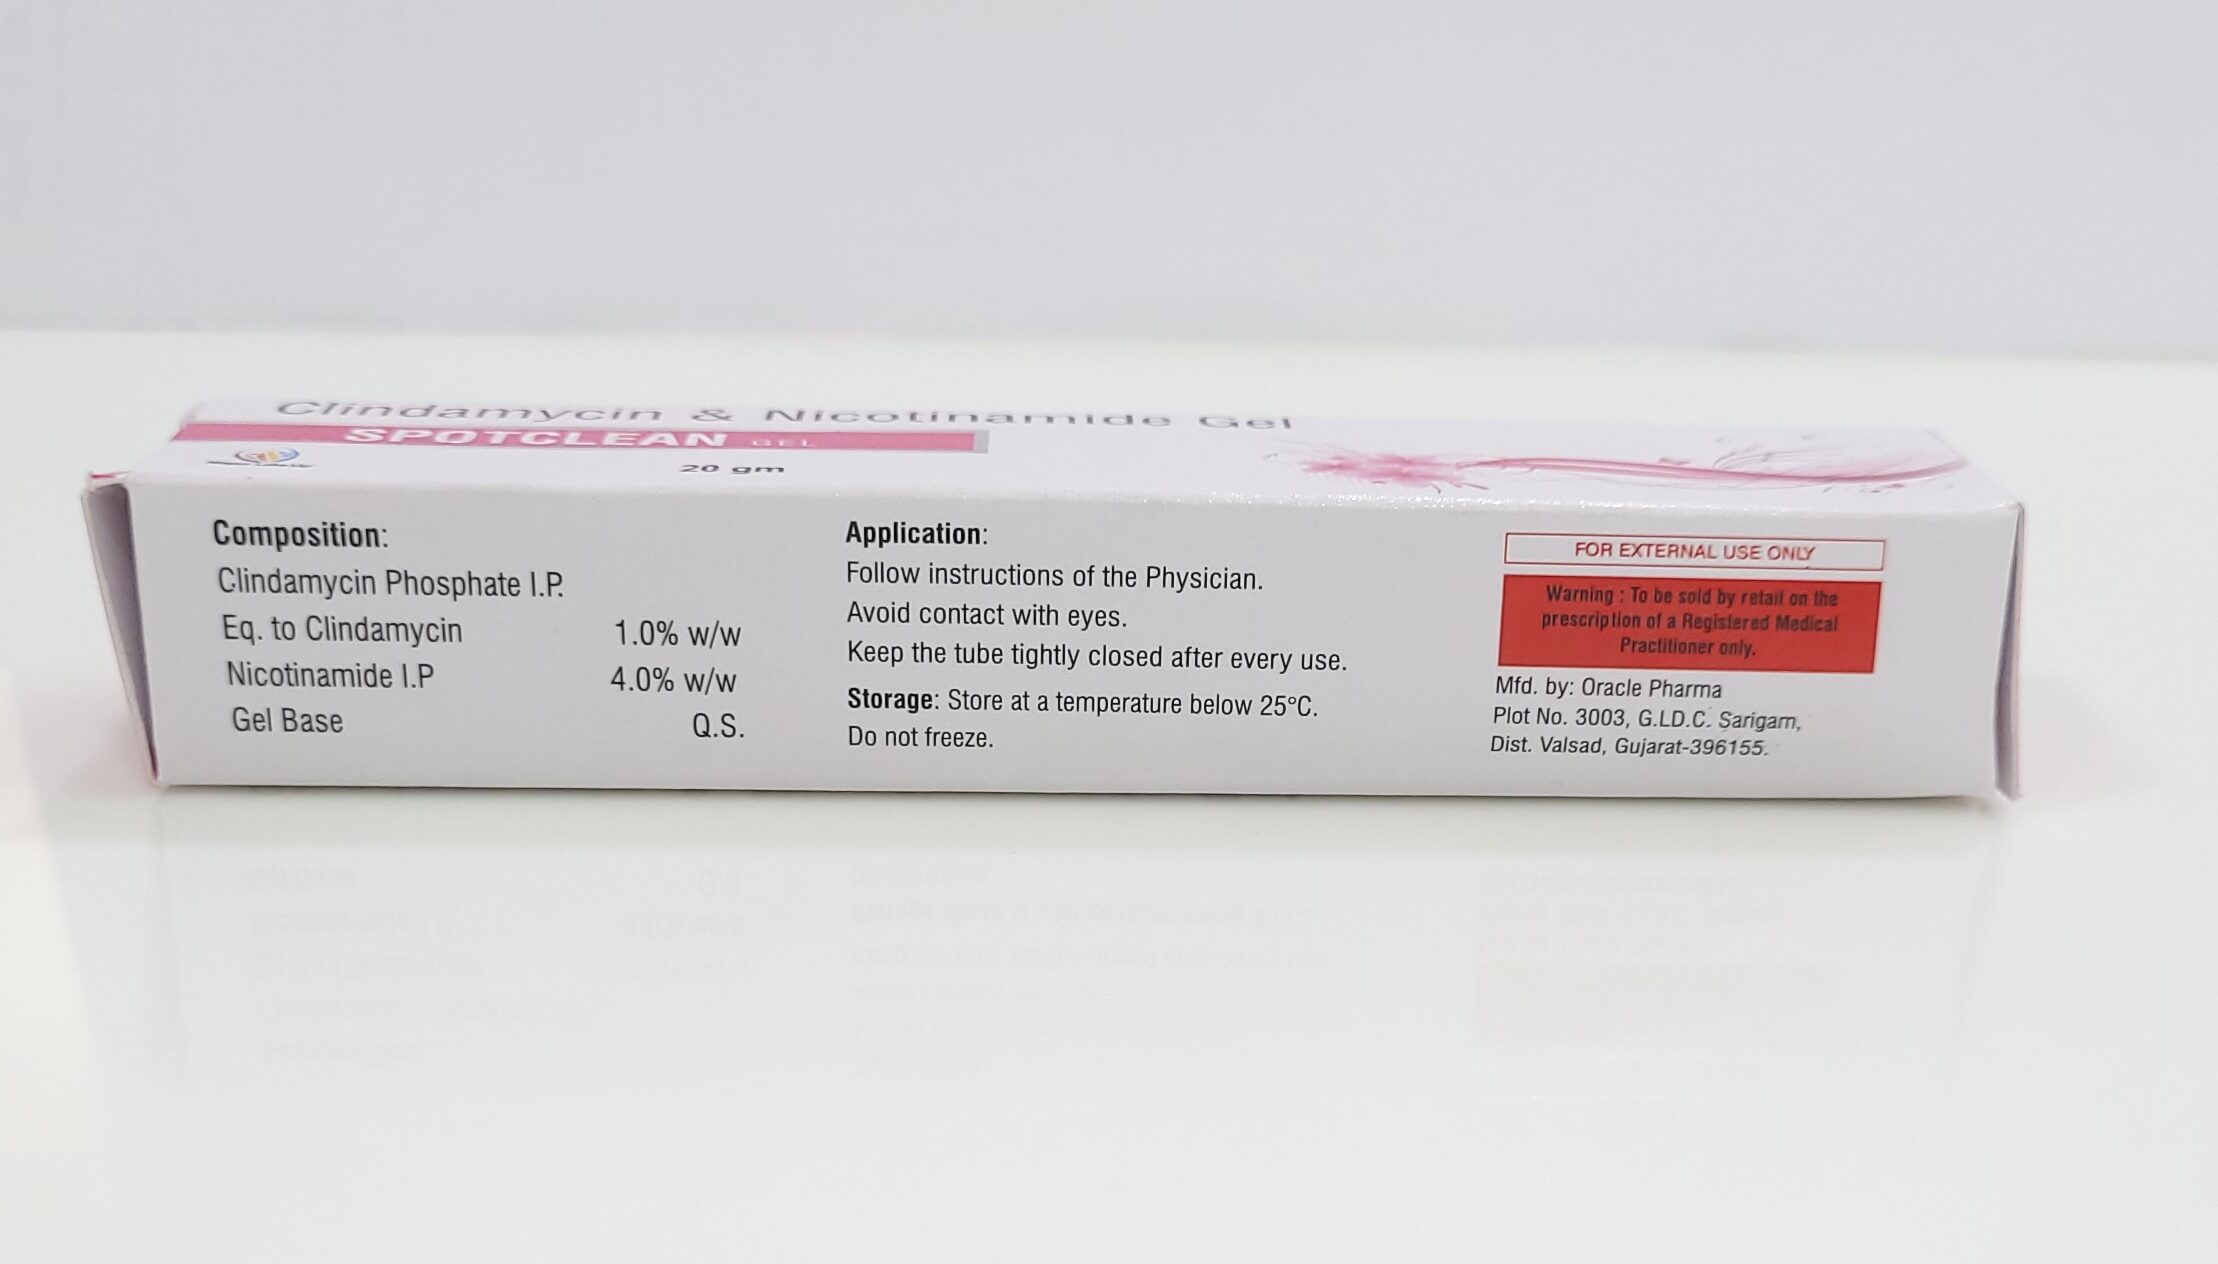 Clindamycin & Nicotinamide Gel
SPOTCLEAN GEL
20 gm
Composition:
Clindamycin Phosphate I.P.
Eq. to Clindamycin 1.0% w/w
Nicotinamide I.P 4.0% w/w
Gel Base Q.S.
Application:
Follow instructions of the Physician.
Avoid contact with eyes.
Keep the tube tightly closed after every use.
Storage: Store at a temperature below 25°C.
Do not freeze.
FOR EXTERNAL USE ONLY
Warning : To be sold by retail on the
prescription of a Registered Medical
Practitioner only.
Mfd. by: Oracle Pharma
Plot No. 3003, G.LD.C. Sarigam,
Dist. Valsad, Gujarat-396155.